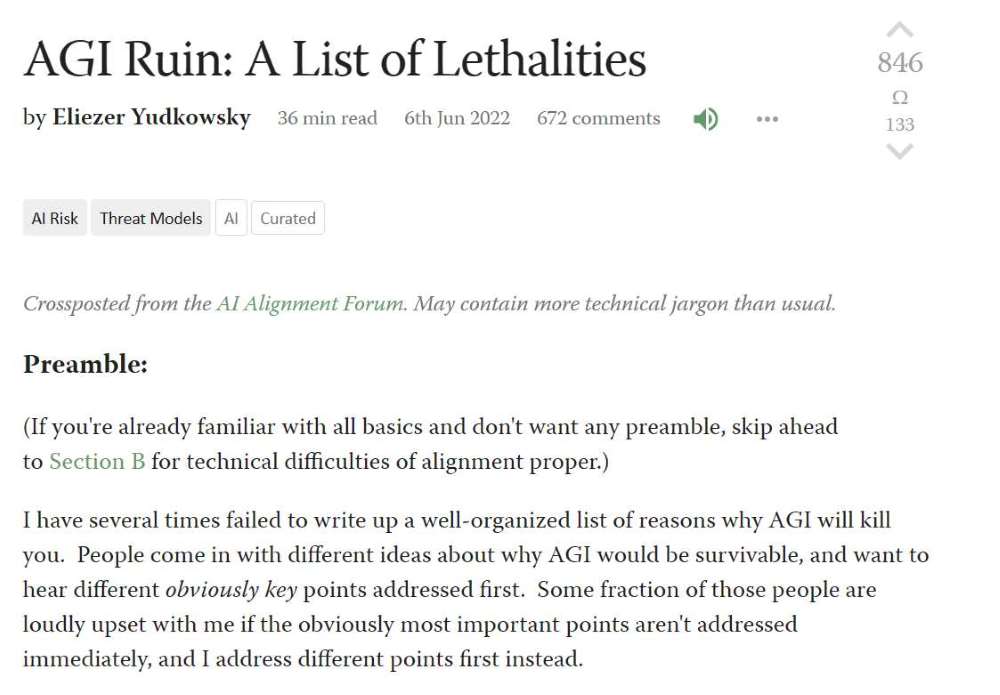 AGI Ruin: A List of Lethalities
846
Ω
133
by Eliezer Yudkowsky 36 min read 6th Jun 2022 672 comments
AI Risk Threat Models AI Curated
Crossposted from the AI Alignment Forum. May contain more technical jargon than usual.
Preamble:
(If you're already familiar with all basics and don't want any preamble, skip ahead
to Section B for technical difficulties of alignment proper.)
I have several times failed to write up a well-organized list of reasons why AGI will kill
you.  People come in with different ideas about why AGI would be survivable, and want to
hear different obviously key points addressed first.  Some fraction of those people are
loudly upset with me if the obviously most important points aren't addressed
immediately, and I address different points first instead.